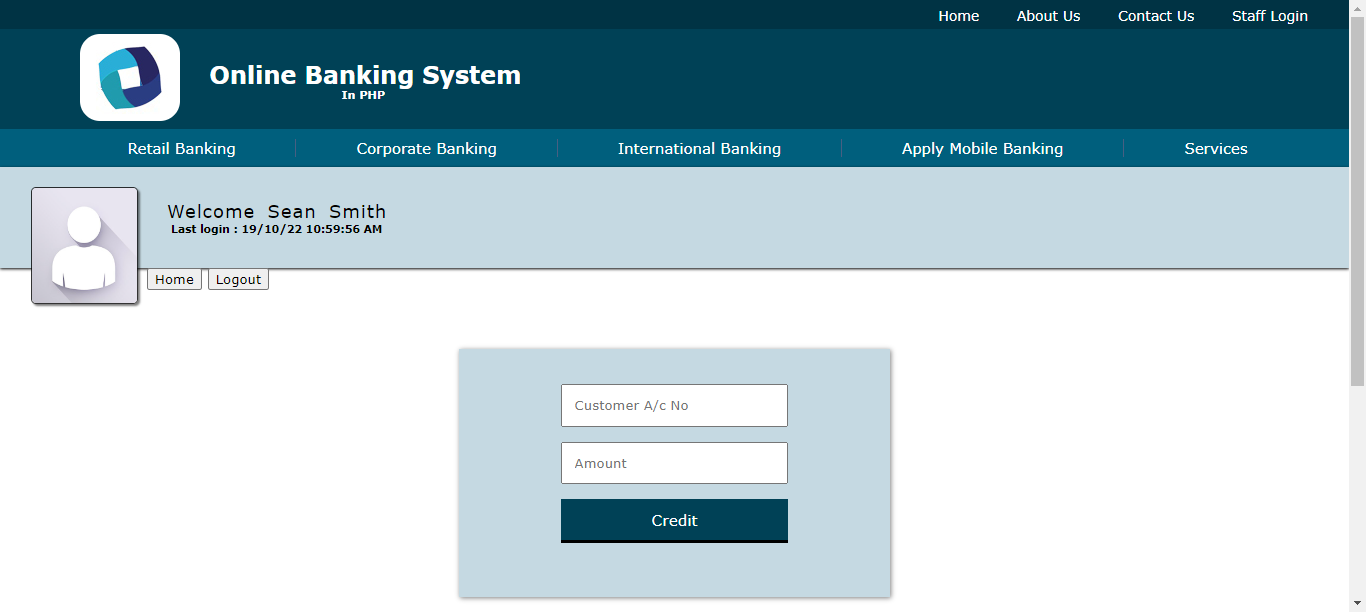 Home About Us Contact Us Staff Login
Online Banking System
In PHP
Retail Banking Corporate Banking International Banking Apply Mobile Banking Services
Welcome Sean Smith
Last login : 19/10/22 10:59:56 AM
Home Logout
Customer A/c No
Amount
Credit